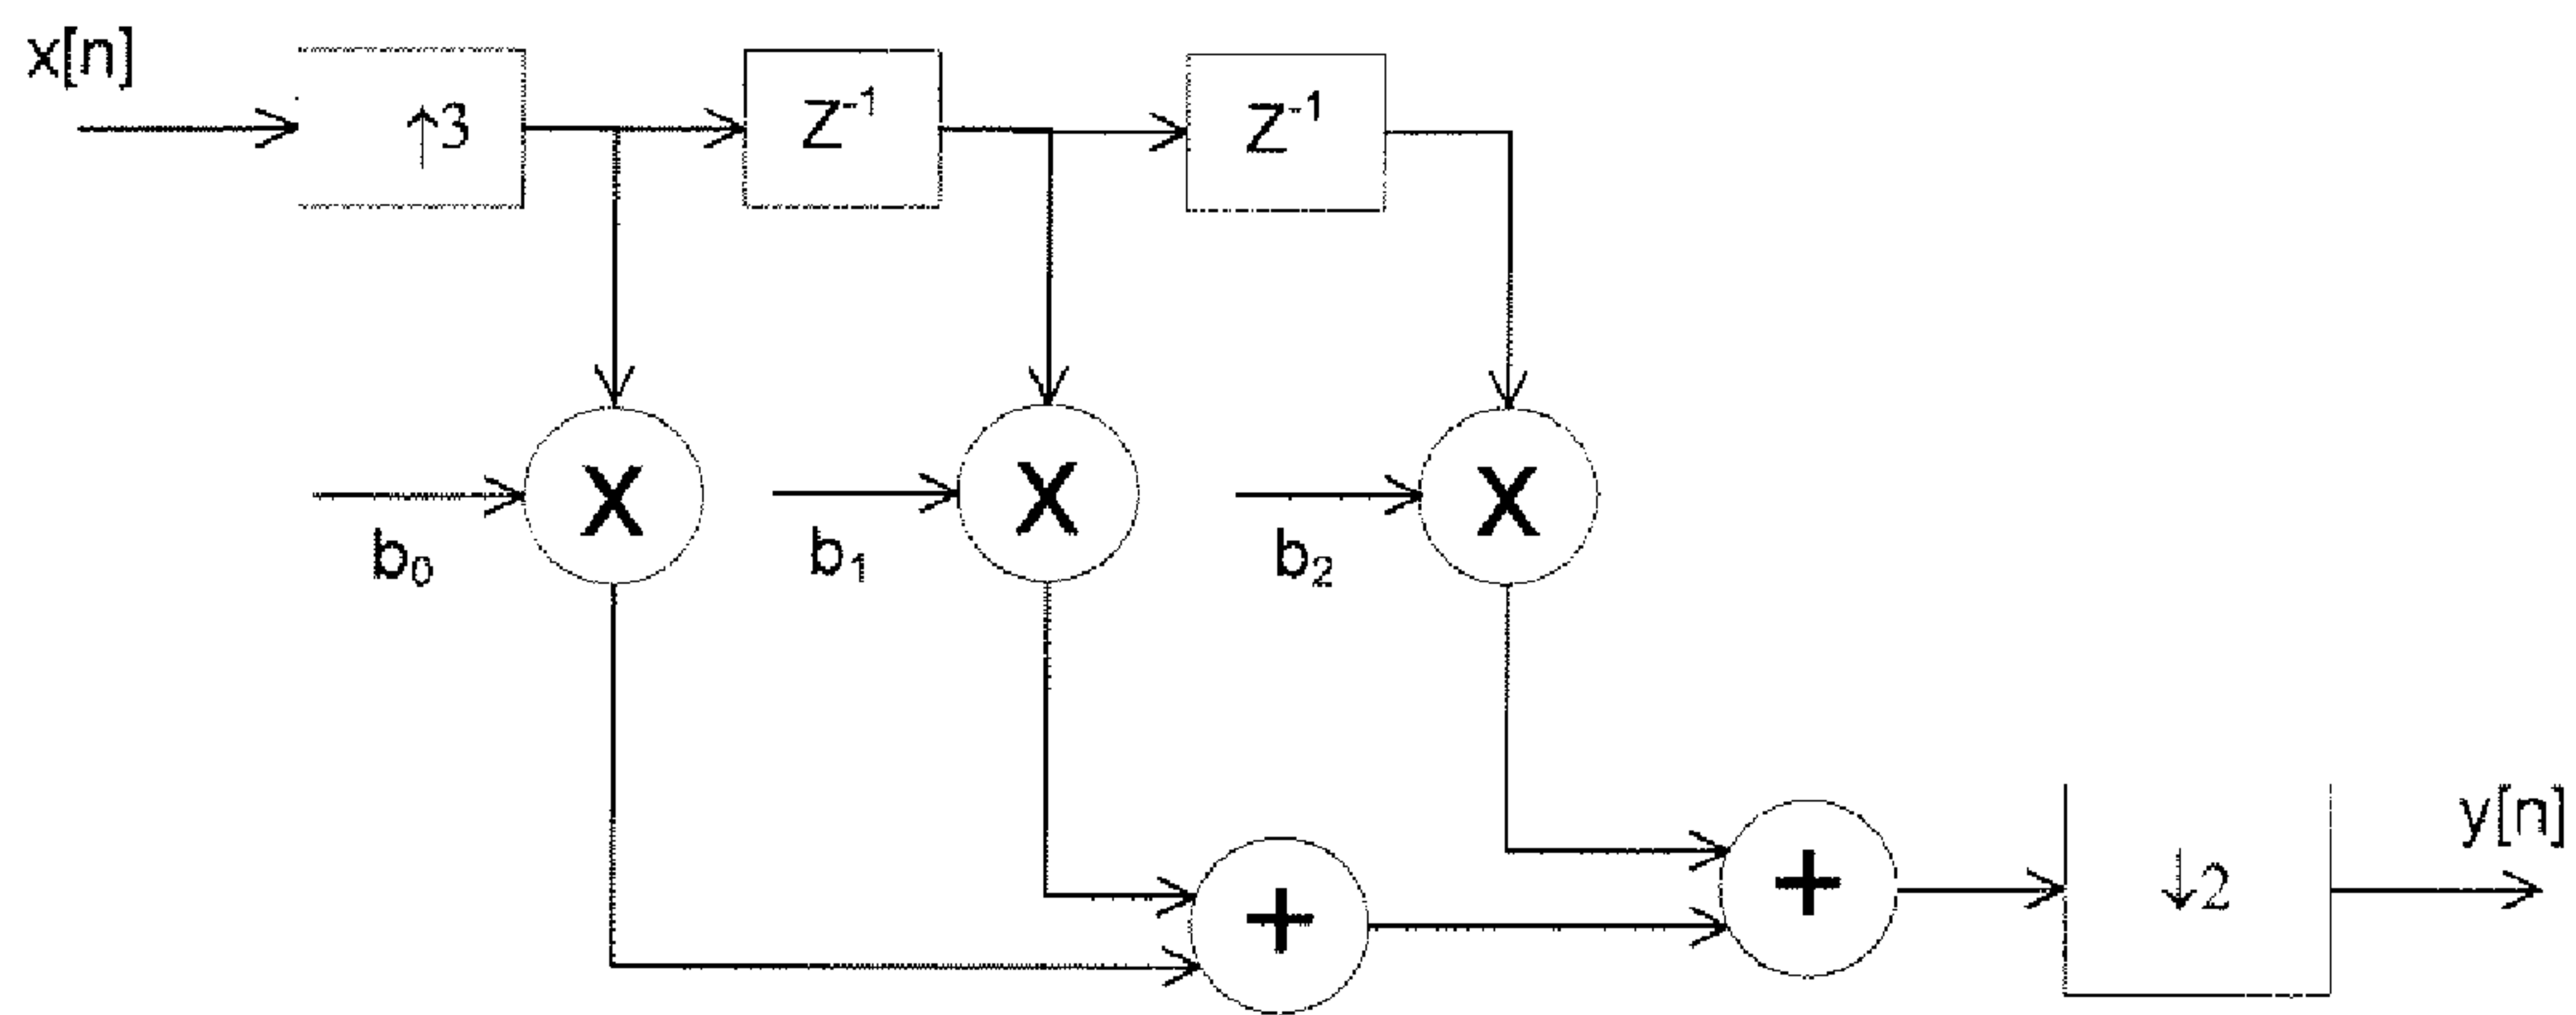 x[n]
↑3
Z⁻¹
Z⁻¹
X
X
X
b₀
b₁
b₂
+
+
↓2
y[n]